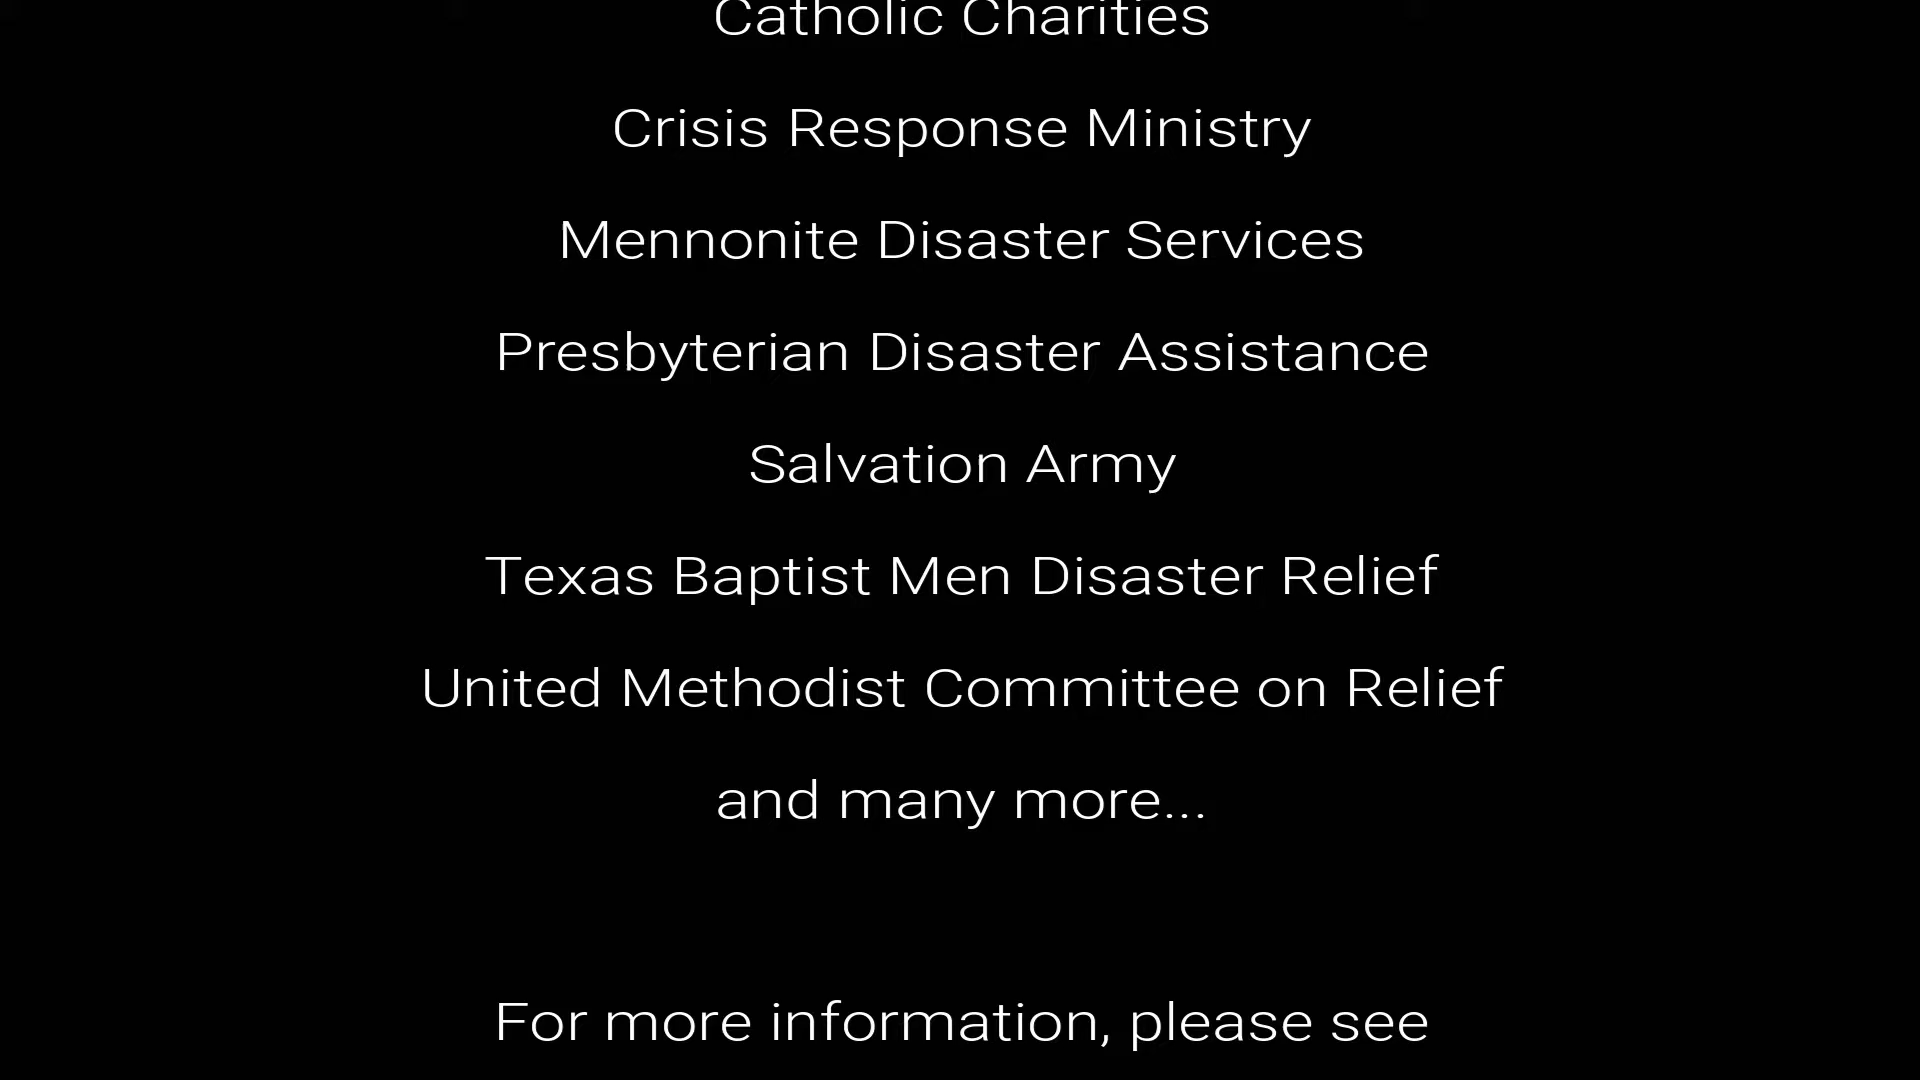 Catholic Charities
Crisis Response Ministry
Mennonite Disaster Services
Presbyterian Disaster Assistance
Salvation Army
Texas Baptist Men Disaster Relief
United Methodist Committee on Relief
and many more...
For more information, please see